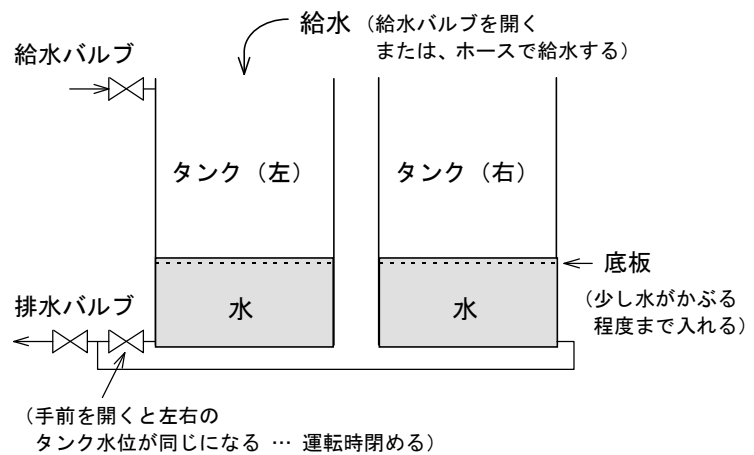 給水 (給水バルブを開く
または、ホースで給水する)
給水バルブ
タンク (左)
タンク (右)
底板
(少し水がかぶる
程度まで入れる)
排水バルブ
水
水
(手前を開くと左右の
タンク水位が同じになる … 運転時閉める)